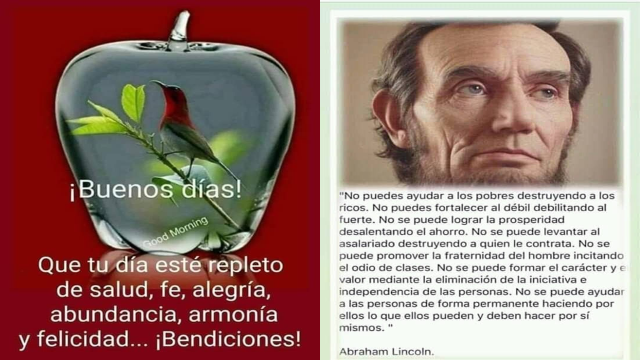 ¡Buenos días!
Good Morning
Que tu día esté repleto
de salud, fe, alegría,
abundancia, armonía
y felicidad... ¡Bendiciones!
"No puedes ayudar a los pobres destruyendo a los
ricos. No puedes fortalecer al débil debilitando al
fuerte. No se puede lograr la prosperidad
desalentando el ahorro. No se puede levantar al
asalariado destruyendo a quien le contrata. No se
puede promover la fraternidad del hombre incitando
el odio de clases. No se puede formar el carácter y e
valor mediante la eliminación de la iniciativa e
independencia de las personas. No se puede ayudar
a las personas de forma permanente haciendo por
ellos lo que ellos pueden y deben hacer por sí
mismos. "
Abraham Lincoln.